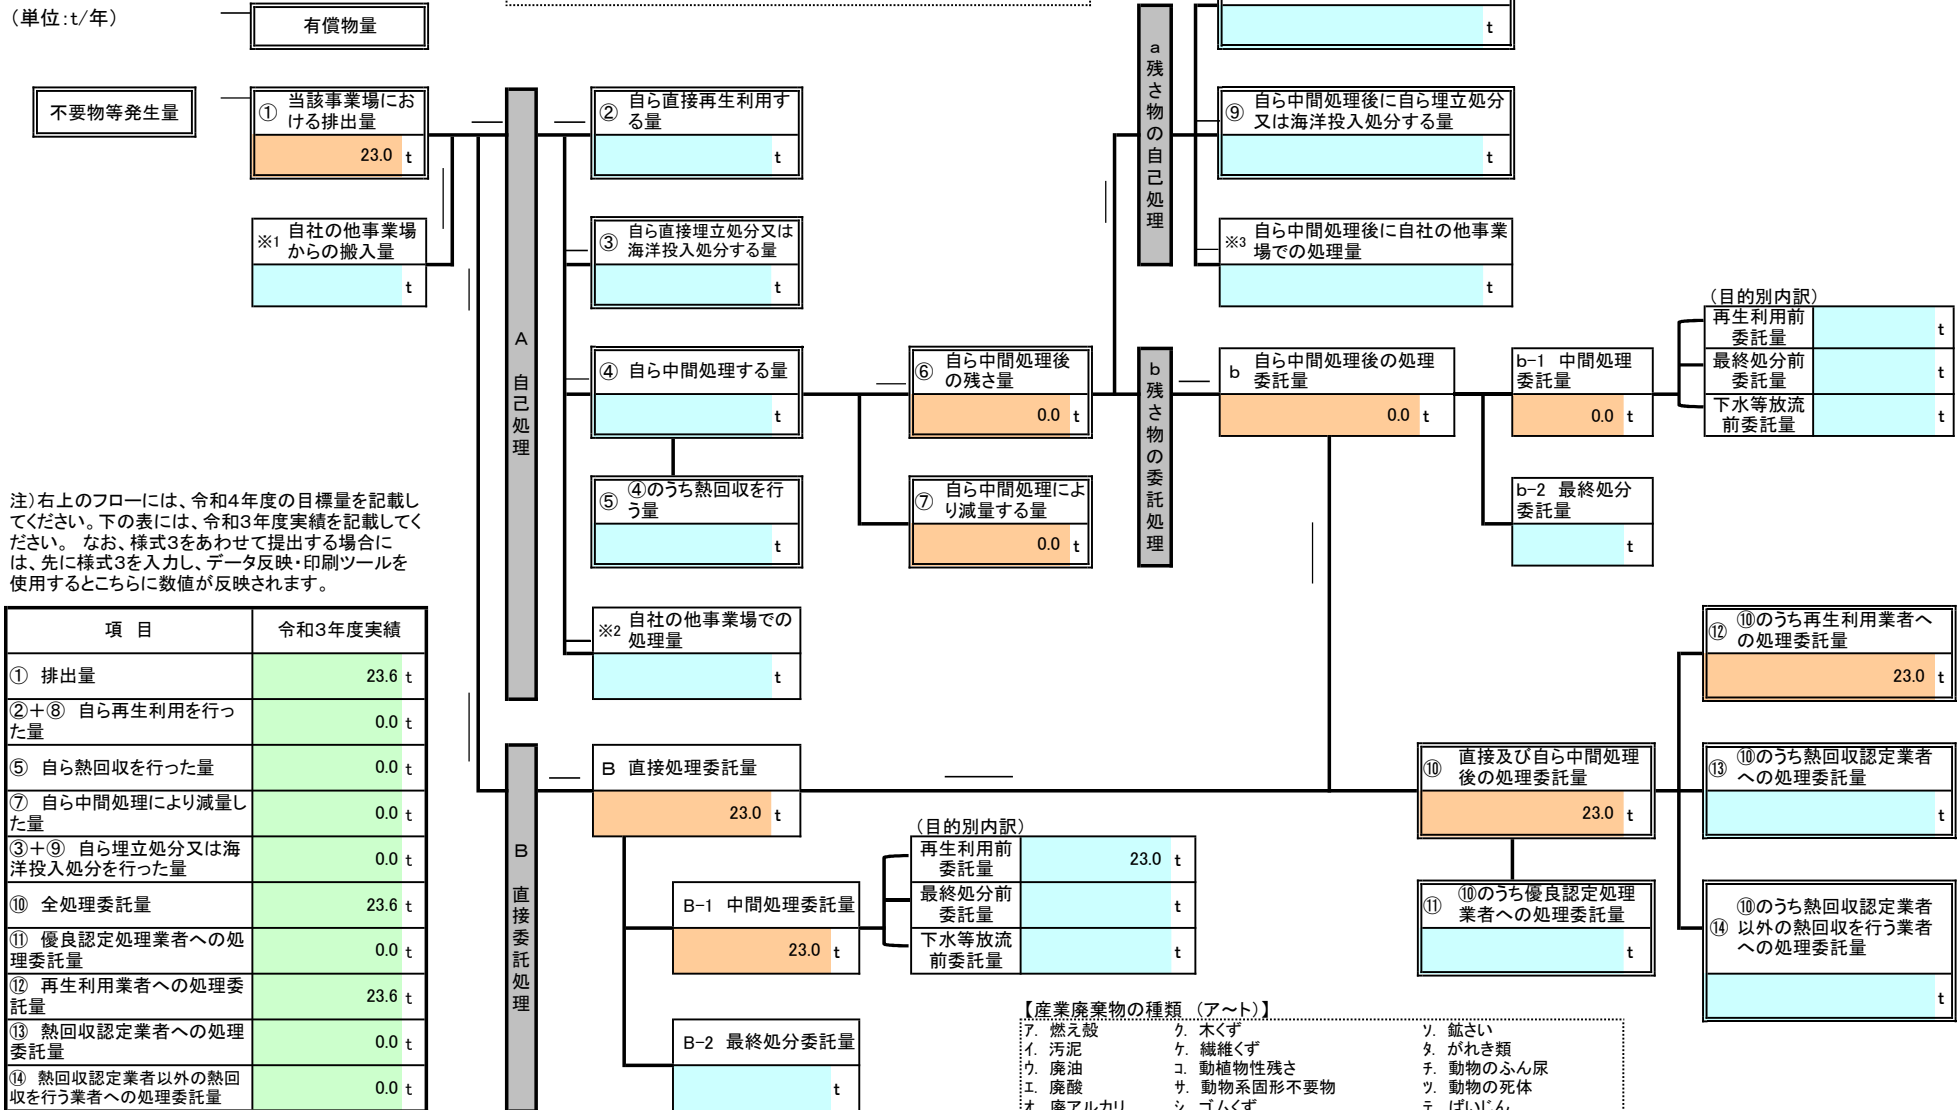 （単位：t/年）
有償物量
t
不要物等発生量
① 当該事業場にお
ける排出量
23.0 t
※1 自社の他事業場
からの搬入量
t
A 自己処理
② 自ら直接再生利用す
る量
t
③ 自ら直接埋立処分又は
海洋投入処分する量
t
④ 自ら中間処理する量
t
⑤ ④のうち熱回収を行
う量
t
※2 自社の他事業場での
処理量
t
⑥ 自ら中間処理後
の残さ量
0.0 t
⑦ 自ら中間処理によ
り減量する量
0.0 t
a 残さ物の自己処理
⑨ 自ら中間処理後に自ら埋立処分
又は海洋投入処分する量
t
※3 自ら中間処理後に自社の他事業
場での処理量
t
b 残さ物の委託処理
b 自ら中間処理後の処理
委託量
0.0 t
b-1 中間処理
委託量
0.0 t
b-2 最終処分
委託量
t
（目的別内訳）
再生利用前
委託量
t
最終処分前
委託量
t
下水等放流
前委託量
t
注）右上のフローには、令和４年度の目標量を記載し
てください。下の表には、令和３年度実績を記載してく
ださい。 なお、様式３をあわせて提出する場合に
は、先に様式３を入力し、データ反映・印刷ツールを
使用するとこちらに数値が反映されます。
項 目 令和３年度実績
① 排出量 23.6 t
②＋⑧ 自ら再生利用を行っ
た量 0.0 t
⑤ 自ら熱回収を行った量 0.0 t
⑦ 自ら中間処理により減量し
た量 0.0 t
③＋⑨ 自ら埋立処分又は海
洋投入処分を行った量 0.0 t
⑩ 全処理委託量 23.6 t
⑪ 優良認定処理業者への処
理委託量 0.0 t
⑫ 再生利用業者への処理委
託量 23.6 t
⑬ 熱回収認定業者への処理
委託量 0.0 t
⑭ 熱回収認定業者以外の熱回
収を行う業者への処理委託量 0.0 t
B 直接委託処理
B 直接処理委託量
23.0 t
B-1 中間処理委託量
23.0 t
B-2 最終処分委託量
t
（目的別内訳）
再生利用前
委託量
23.0 t
最終処分前
委託量
t
下水等放流
前委託量
t
⑩ 直接及び自ら中間処理
後の処理委託量
23.0 t
⑪ ⑩のうち優良認定処理
業者への処理委託量
t
⑫ ⑩のうち再生利用業者へ
の処理委託量
23.0 t
⑬ ⑩のうち熱回収認定業者
への処理委託量
t
⑭ ⑩のうち熱回収認定業者
以外の熱回収を行う業者
への処理委託量
t
【産業廃棄物の種類 （ア～ト）】
ア. 燃え殻 ク. 木くず ソ. 鉱さい
イ. 汚泥 ケ. 繊維くず タ. がれき類
ウ. 廃油 コ. 動植物性残さ チ. 動物のふん尿
エ. 廃酸 サ. 動物系固形不要物 ツ. 動物の死体
オ. 廃アルカリ シ. ゴムくず テ. ばいじん